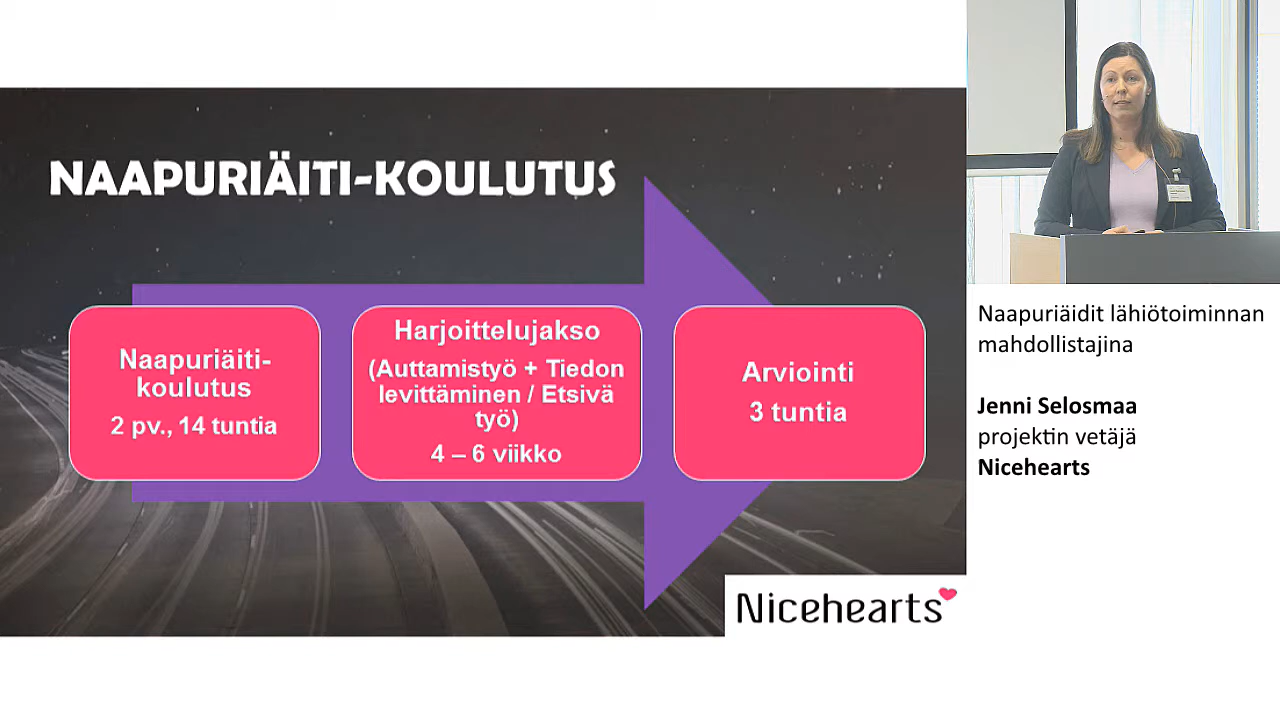 NAAPURIÄITI-KOULUTUS
Naapuriäiti-
koulutus
2 pv., 14 tuntia
Harjoittelujakso
(Auttamistyö + Tiedon
levittäminen / Etsivä
työ)
4 – 6 viikko
Arviointi
3 tuntia
Nicehearts
Naapuriäidit lähiötoiminnan
mahdollistajina
Jenni Selosmaa
projektin vetäjä
Nicehearts